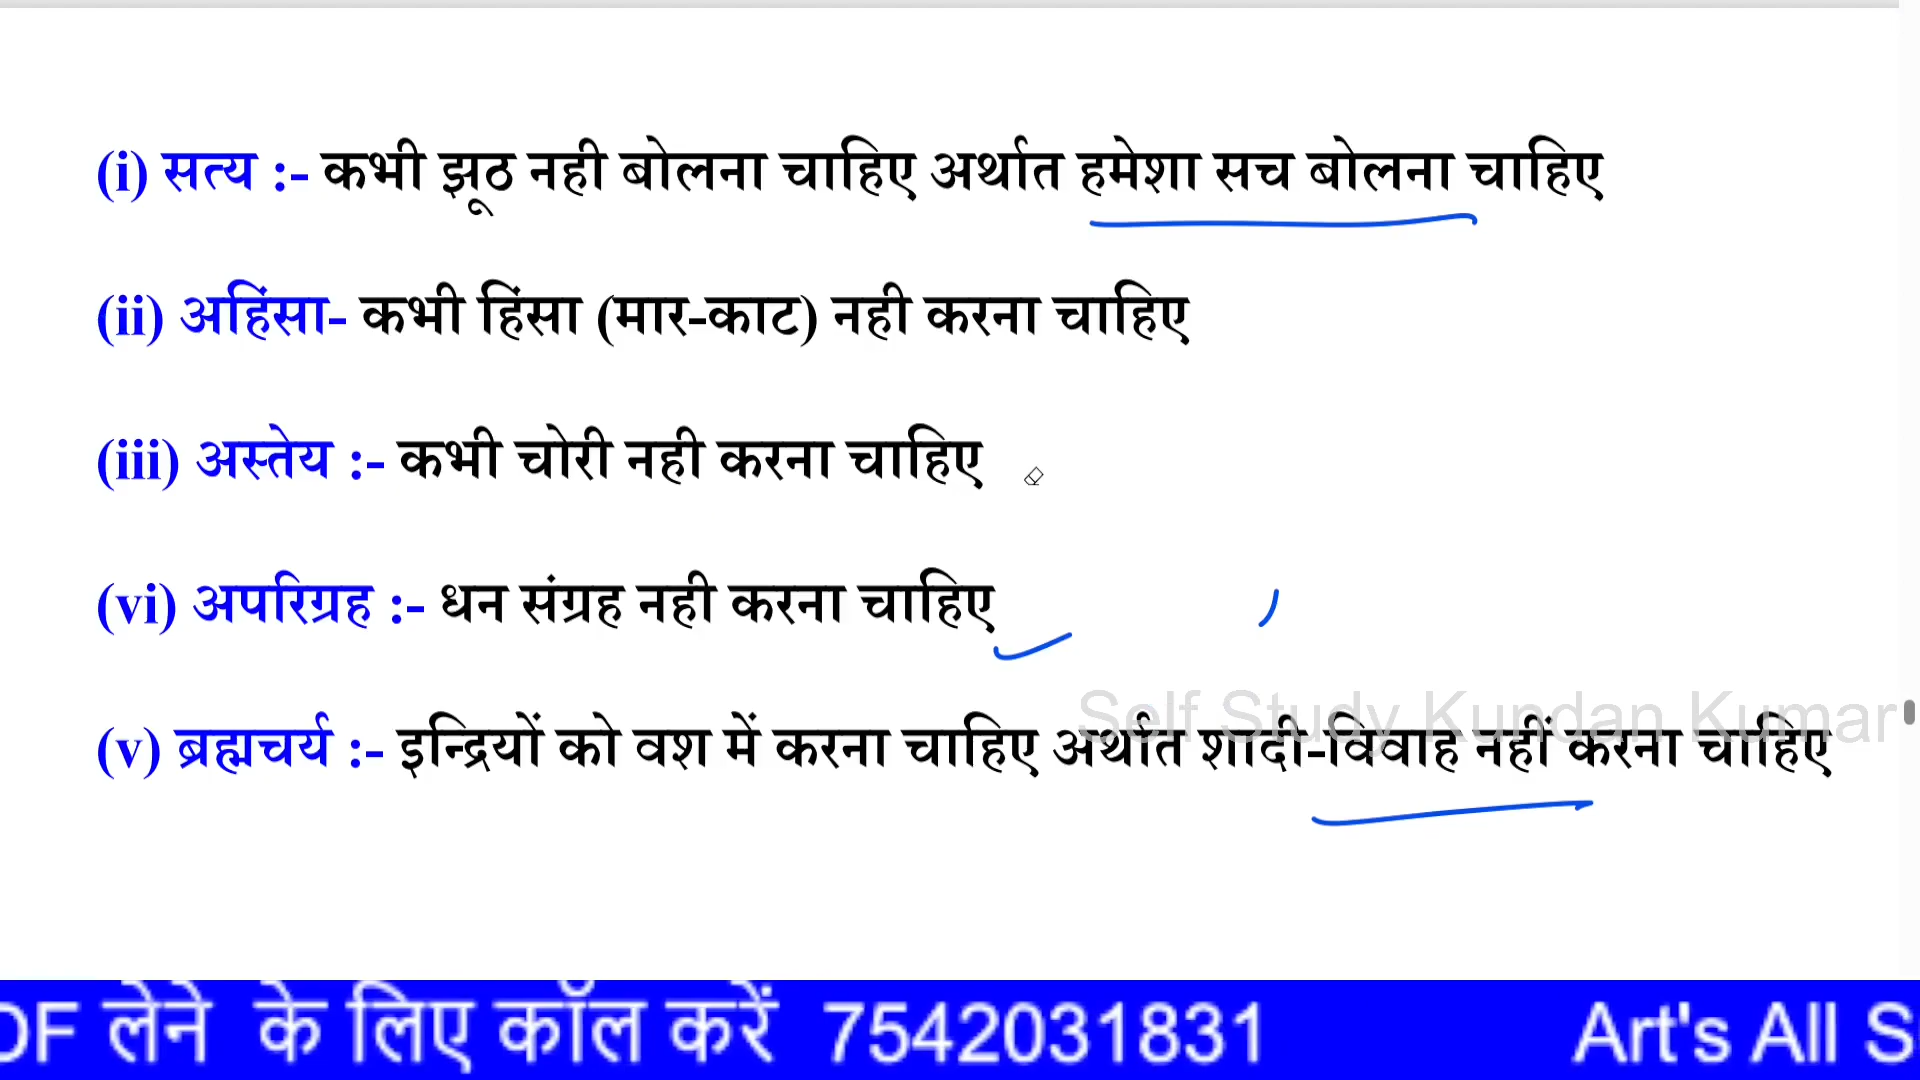 (i) सत्य :- कभी झूठ नही बोलना चाहिए अर्थात हमेशा सच बोलना चाहिए
(ii) अहिंसा- कभी हिंसा (मार-काट) नही करना चाहिए
(iii) अस्तेय :- कभी चोरी नही करना चाहिए
(vi) अपरिग्रह :- धन संग्रह नही करना चाहिए
Self Study Kundan Kumar
(v) ब्रह्मचर्य :- इन्द्रियों को वश में करना चाहिए अर्थात शादी-विवाह नहीं करना चाहिए
DF लेने के लिए कॉल करें 7542031831 Art's All S